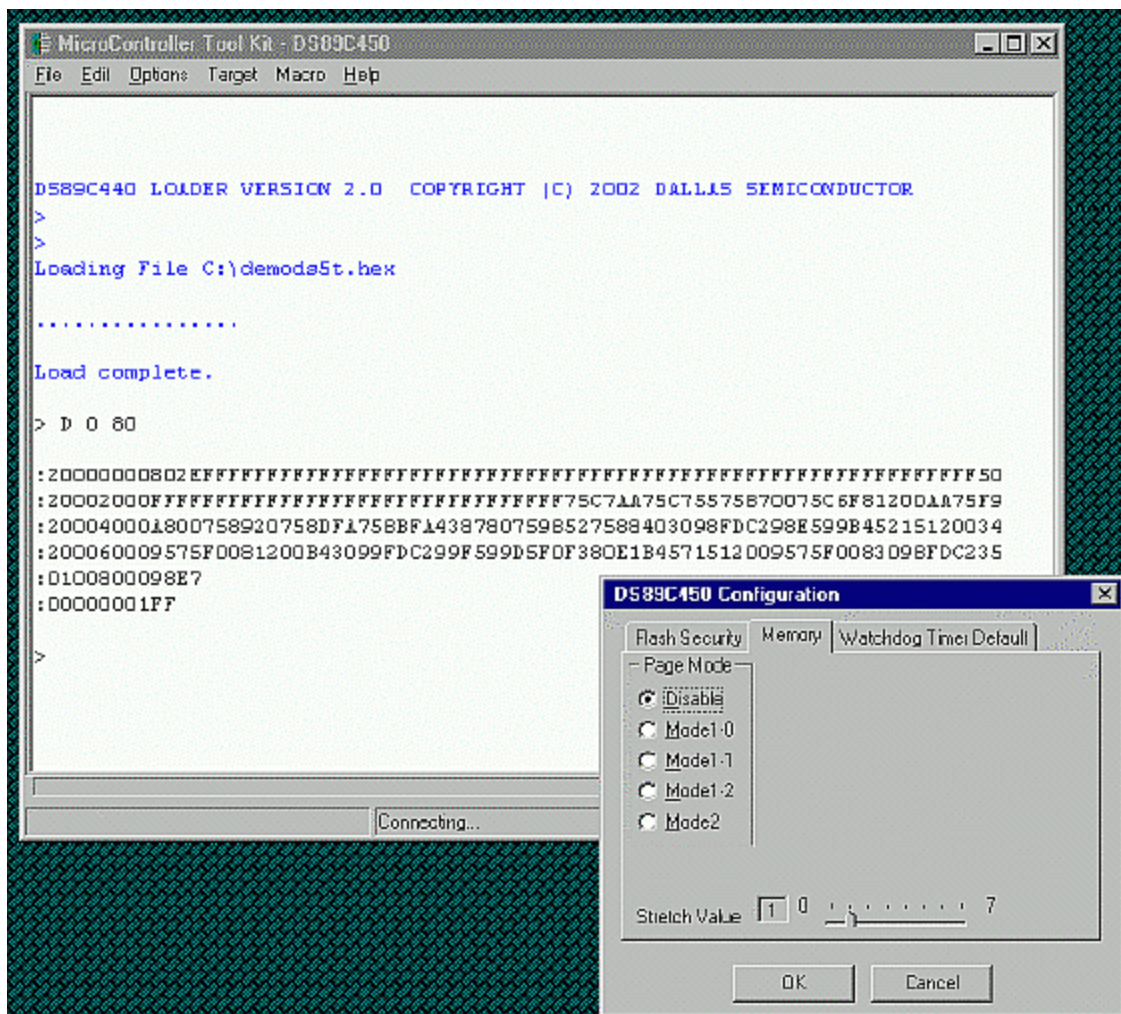 MicroController Tool Kit - DS89C450
File Edit Options Target Macro Help
DS89C440 LOADER VERSION 2.0 COPYRIGHT (C) 2002 DALLAS SEMICONDUCTOR
>
>
Loading File C:\demods5t.hex
................
Load complete.
> D 0 80
:20000000802EFFFFFFFFFFFFFFFFFFFFFFFFFFFFFFFFFFFFFFFFFFFFFFFFFFFFFFFFFF50
:20002000FFFFFFFFFFFFFFFFFFFFFFFFFFFFFFFF75C7AA75C75575870075C6F81200AA75F9
:20004000A800758920758DFA758BFA4387807598527588403098FDC298E599B45215120034
:200060009575F0081200B43099FDC299F599D5F0F380E1B4571512009575F0083098FDC235
:0100800098E7
:00000001FF
>
Connecting...
DS89C450 Configuration
Flash Security Memory Watchdog Timer Default
Page Mode
Disable
Mode1-0
Mode1-1
Mode1-2
Mode2
Stretch Value 1 0 7
OK Cancel